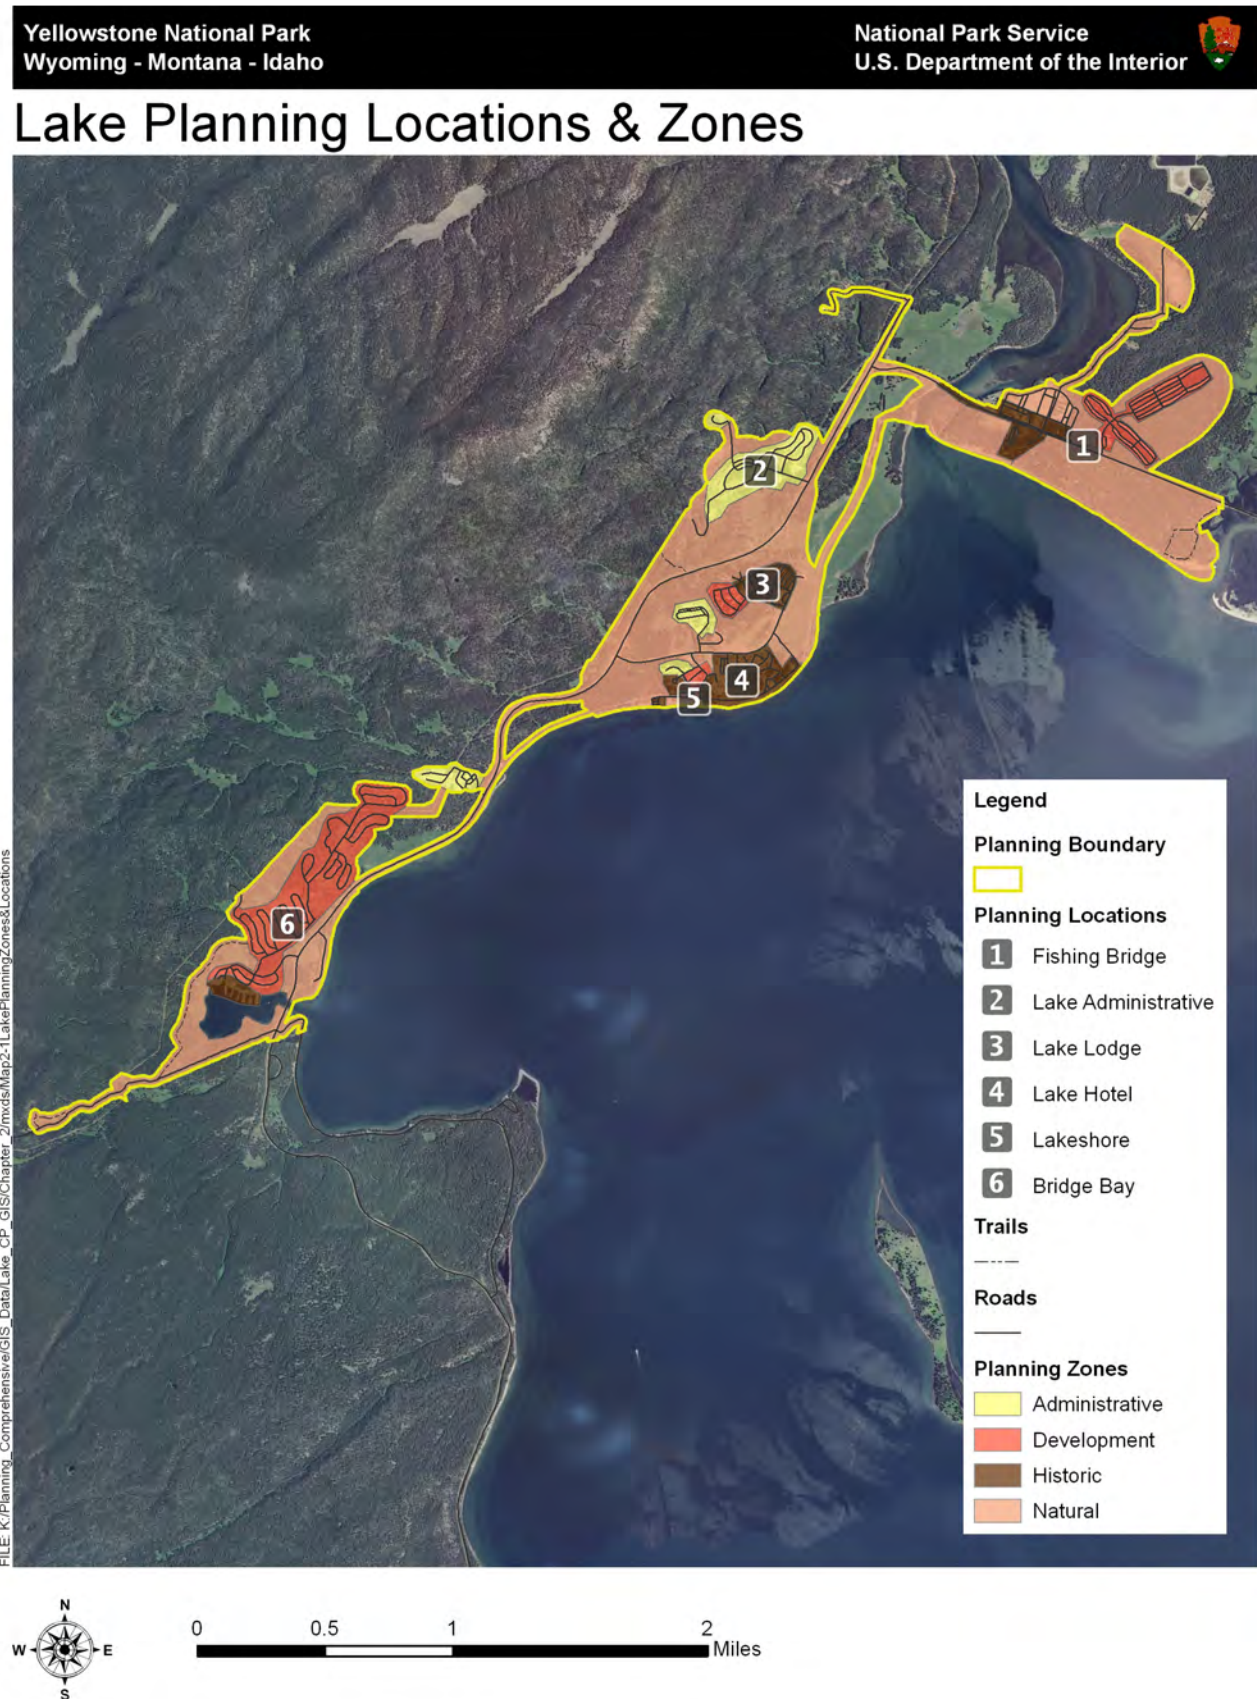 Yellowstone National Park
Wyoming - Montana - Idaho
National Park Service
U.S. Department of the Interior
Lake Planning Locations & Zones
1
2
3
4
5
6
Legend
Planning Boundary
Planning Locations
1 Fishing Bridge
2 Lake Administrative
3 Lake Lodge
4 Lake Hotel
5 Lakeshore
6 Bridge Bay
Trails
Roads
Planning Zones
Administrative
Development
Historic
Natural
FILE: K:/Planning_Comprehensive/GIS_Data/Lake_CP_GIS/Chapter_2/mxds/Map2-1LakePlanningZones&Locations
N
W E
S
0 0.5 1 2
Miles